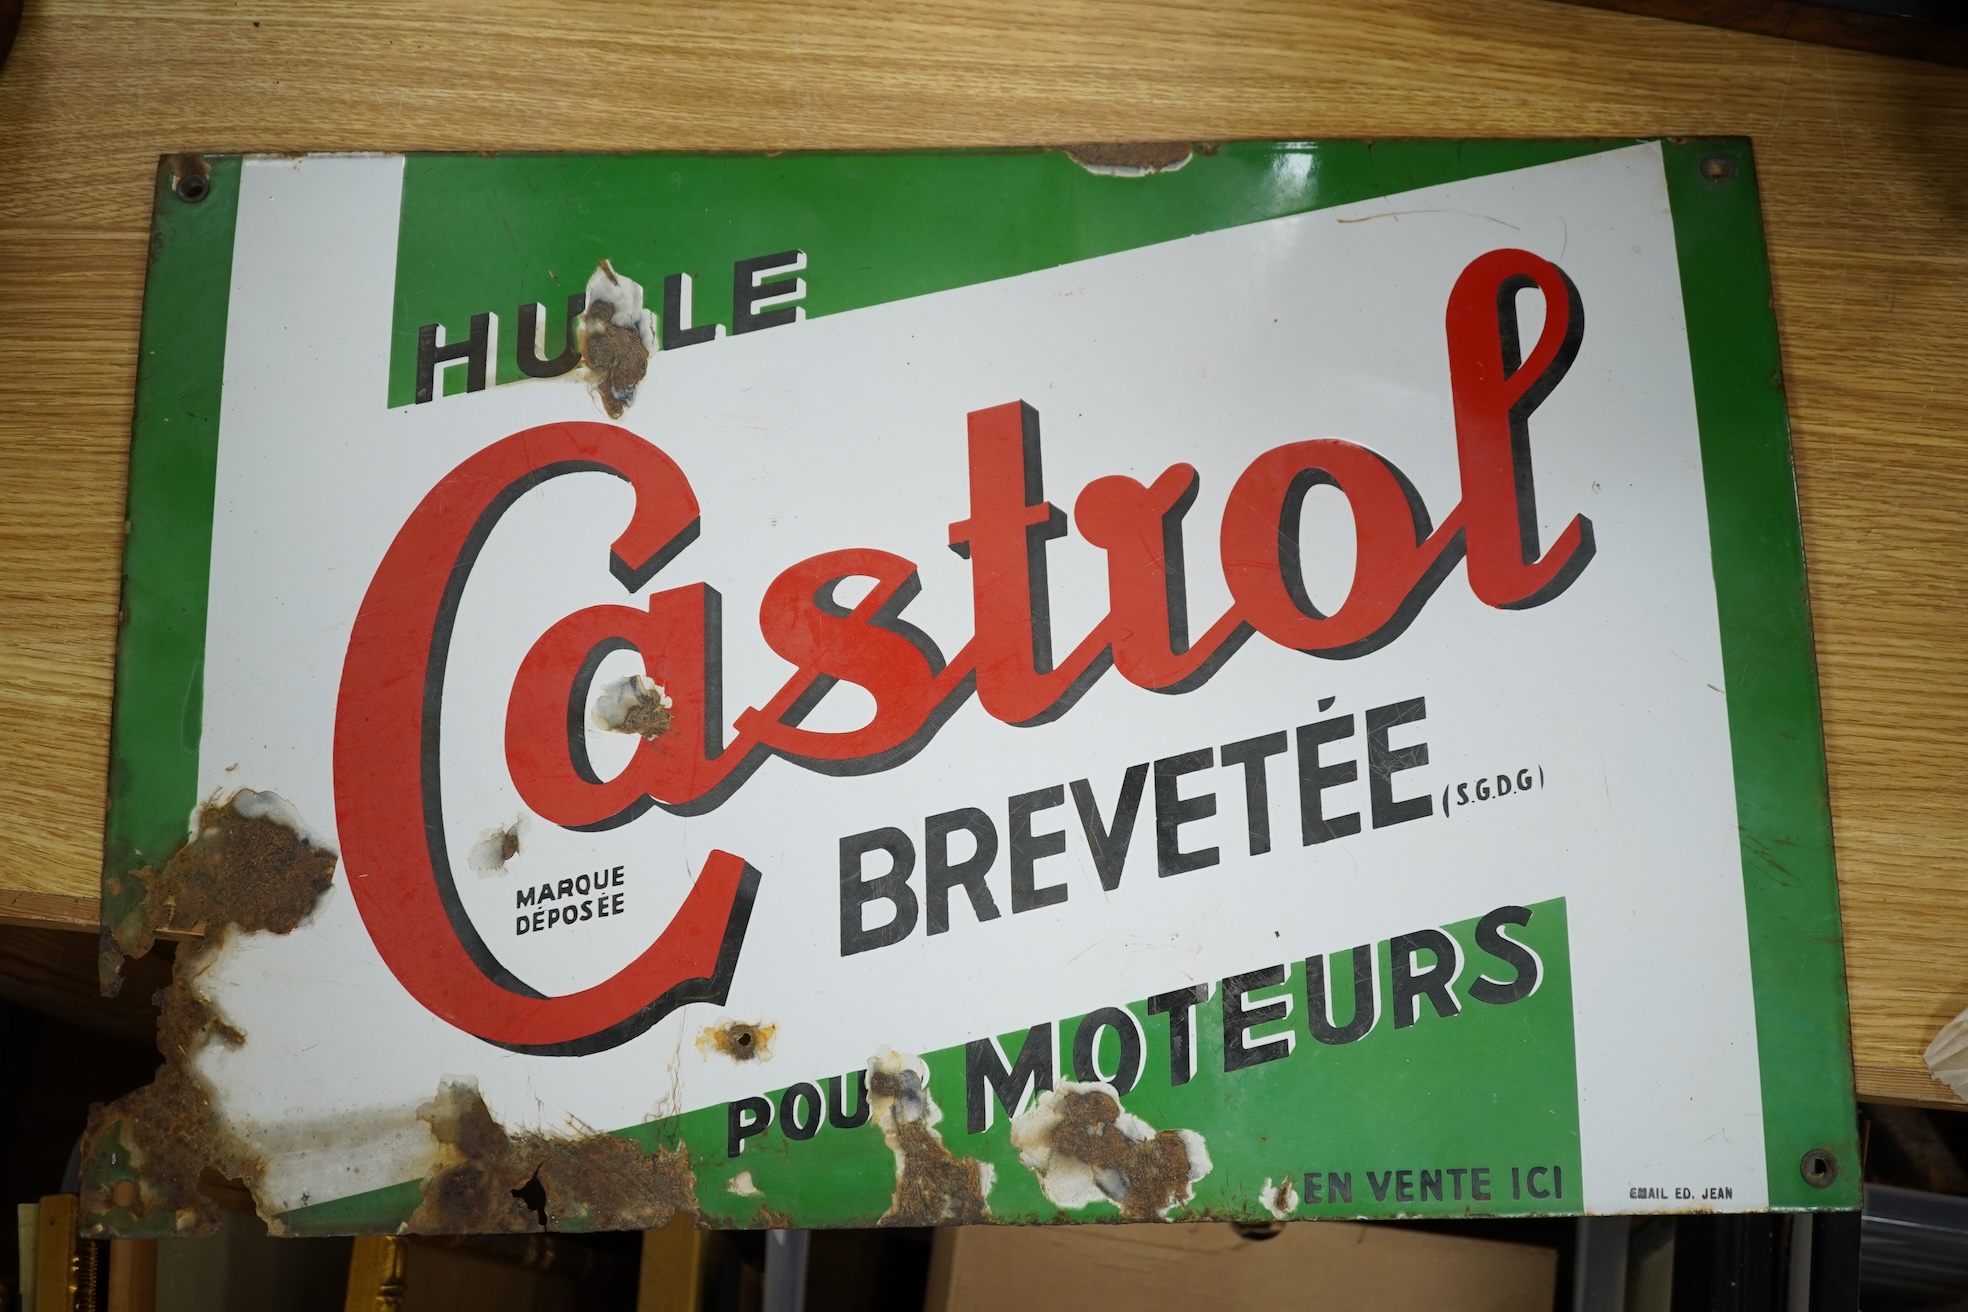 HUILE
Castrol
BREVETÉE (S.G.D.G)
MARQUE
DÉPOSÉE
POUR MOTEURS
EN VENTE ICI
EMAIL ED. JEAN